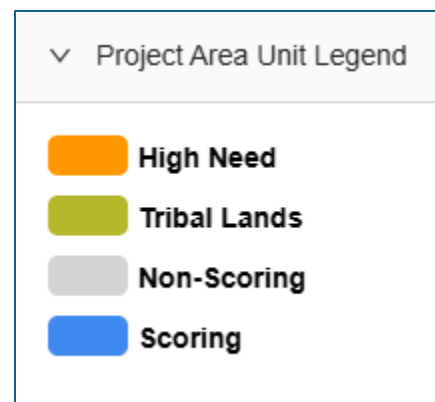 Project Area Unit Legend
High Need
Tribal Lands
Non-Scoring
Scoring